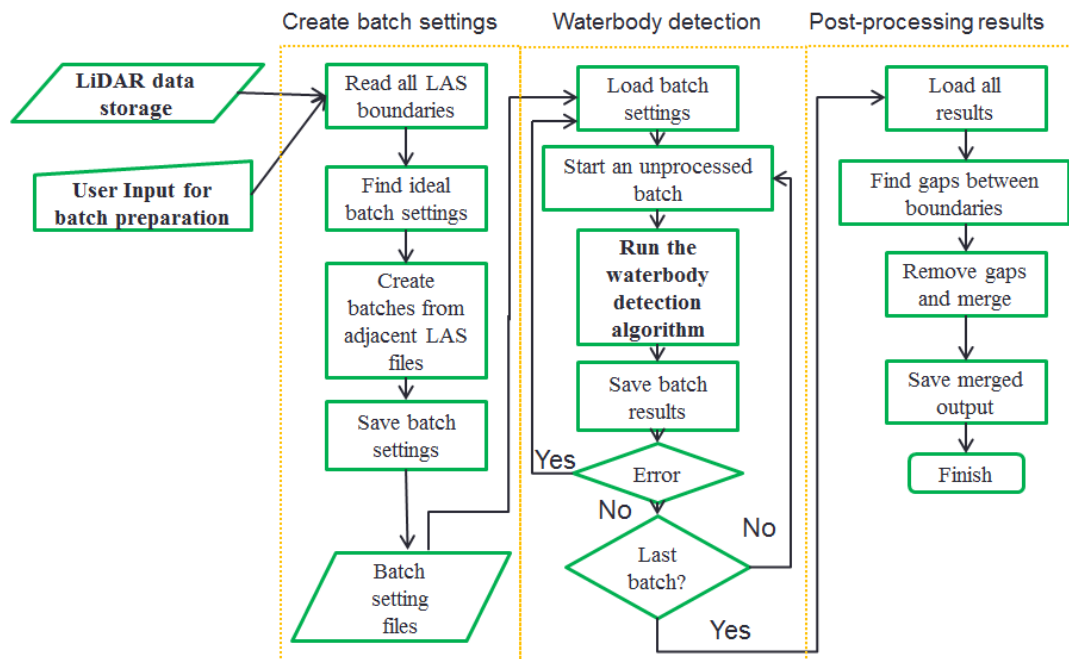 Create batch settings
Waterbody detection
Post-processing results
LiDAR data
storage
User Input for
batch preparation
Read all LAS
boundaries
Find ideal
batch settings
Create
batches from
adjacent LAS
files
Save batch
settings
Batch
setting
files
Load batch
settings
Start an unprocessed
batch
Run the
waterbody
detection
algorithm
Save batch
results
Yes
Error
No
No
Last
batch?
Yes
Load all
results
Find gaps between
boundaries
Remove gaps
and merge
Save merged
output
Finish